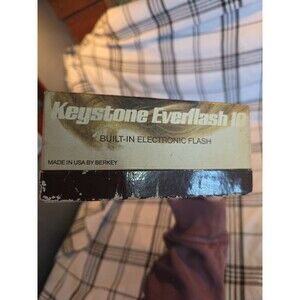 Keystone Everflash 10
BUILT-IN ELECTRONIC FLASH
MADE IN USA BY BERKEY